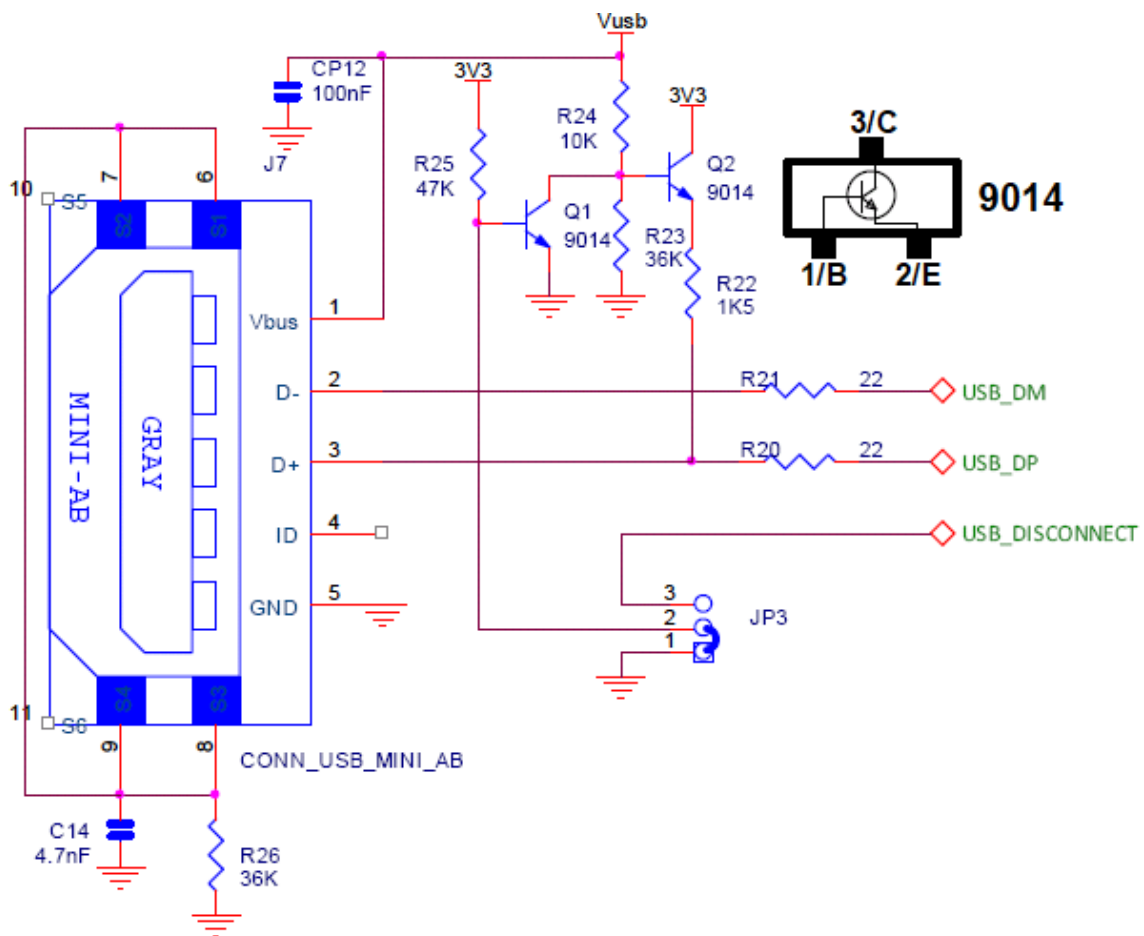 Vusb
CP12
100nF
3V3
R24
10K
3V3
3/C
9014
1/B
2/E
J7
R25
47K
Q2
9014
Q1
9014
R23
36K
R22
1K5
10
S5
7
6
S2
S1
Vbus
1
D-
2
R21
22
USB_DM
D+
3
R20
22
USB_DP
ID
4
USB_DISCONNECT
GND
5
3
2
1
JP3
MINI-AB
GRAY
S4
S3
11
S6
9
8
CONN_USB_MINI_AB
C14
4.7nF
R26
36K